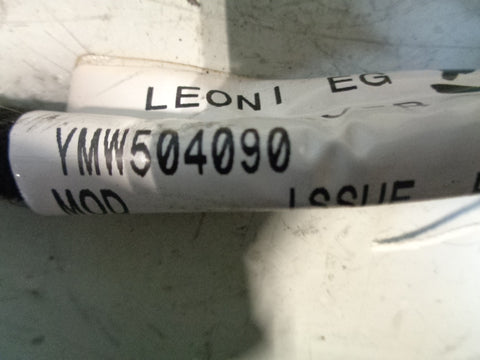 LEONI EG
YMW504090
MOD ISSUE